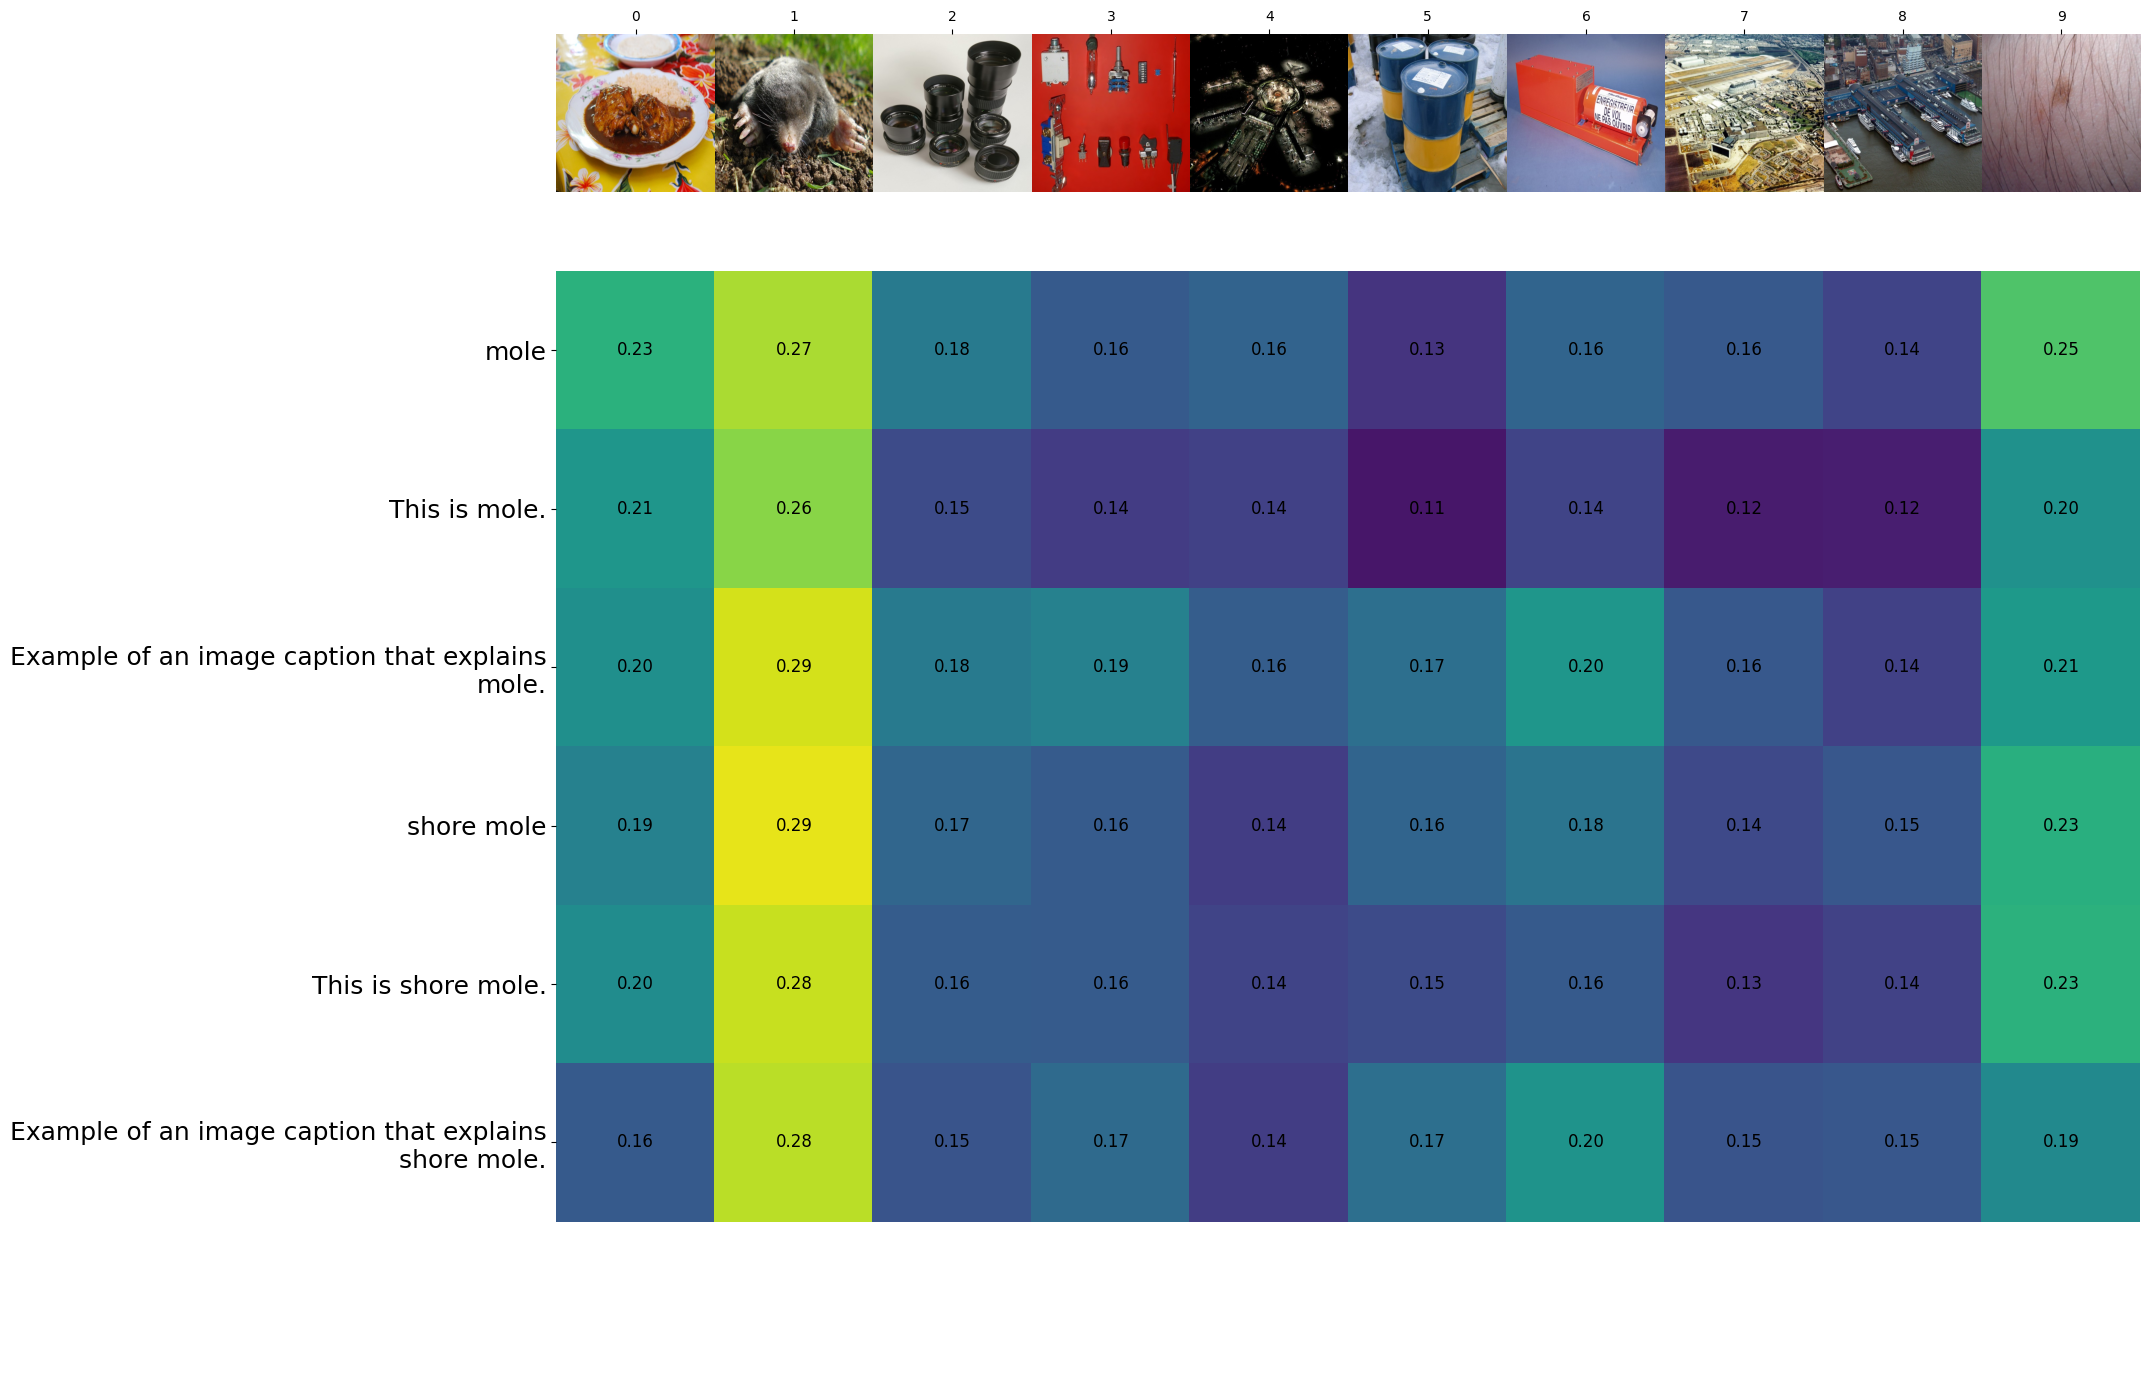 0 1 2 3 4 5 6 7 8 9
ENREGISTREUR
DE VOL
NE PAS OUVRIR
mole 0.23 0.27 0.18 0.16 0.16 0.13 0.16 0.16 0.14 0.25
This is mole. 0.21 0.26 0.15 0.14 0.14 0.11 0.14 0.12 0.12 0.20
Example of an image caption that explains
mole. 0.20 0.29 0.18 0.19 0.16 0.17 0.20 0.16 0.14 0.21
shore mole 0.19 0.29 0.17 0.16 0.14 0.16 0.18 0.14 0.15 0.23
This is shore mole. 0.20 0.28 0.16 0.16 0.14 0.15 0.16 0.13 0.14 0.23
Example of an image caption that explains
shore mole. 0.16 0.28 0.15 0.17 0.14 0.17 0.20 0.15 0.15 0.19